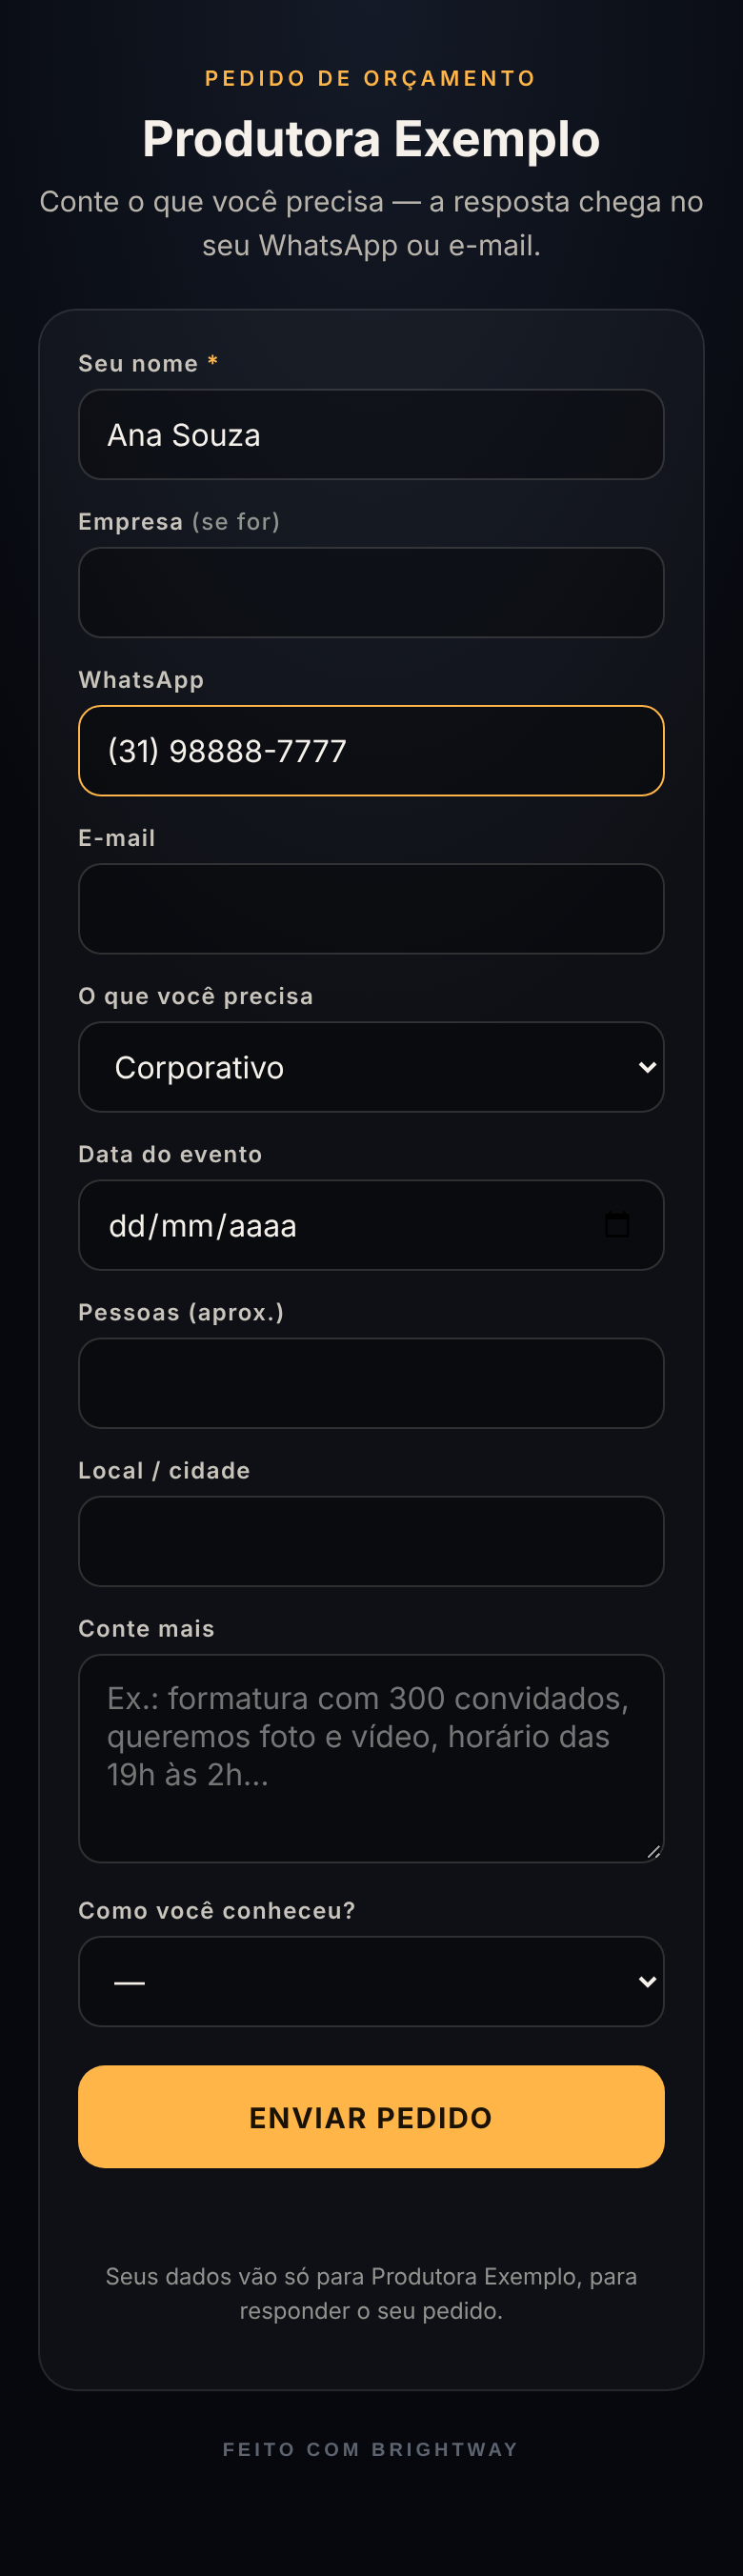 PEDIDO DE ORÇAMENTO
Produtora Exemplo
Conte o que você precisa — a resposta chega no
seu WhatsApp ou e-mail.
Seu nome *
Ana Souza
Empresa (se for)
WhatsApp
(31) 98888-7777
E-mail
O que você precisa
Corporativo
Data do evento
dd/mm/aaaa
Pessoas (aprox.)
Local / cidade
Conte mais
Ex.: formatura com 300 convidados,
queremos foto e vídeo, horário das
19h às 2h...
Como você conheceu?
—
ENVIAR PEDIDO
Seus dados vão só para Produtora Exemplo, para
responder o seu pedido.
FEITO COM BRIGHTWAY